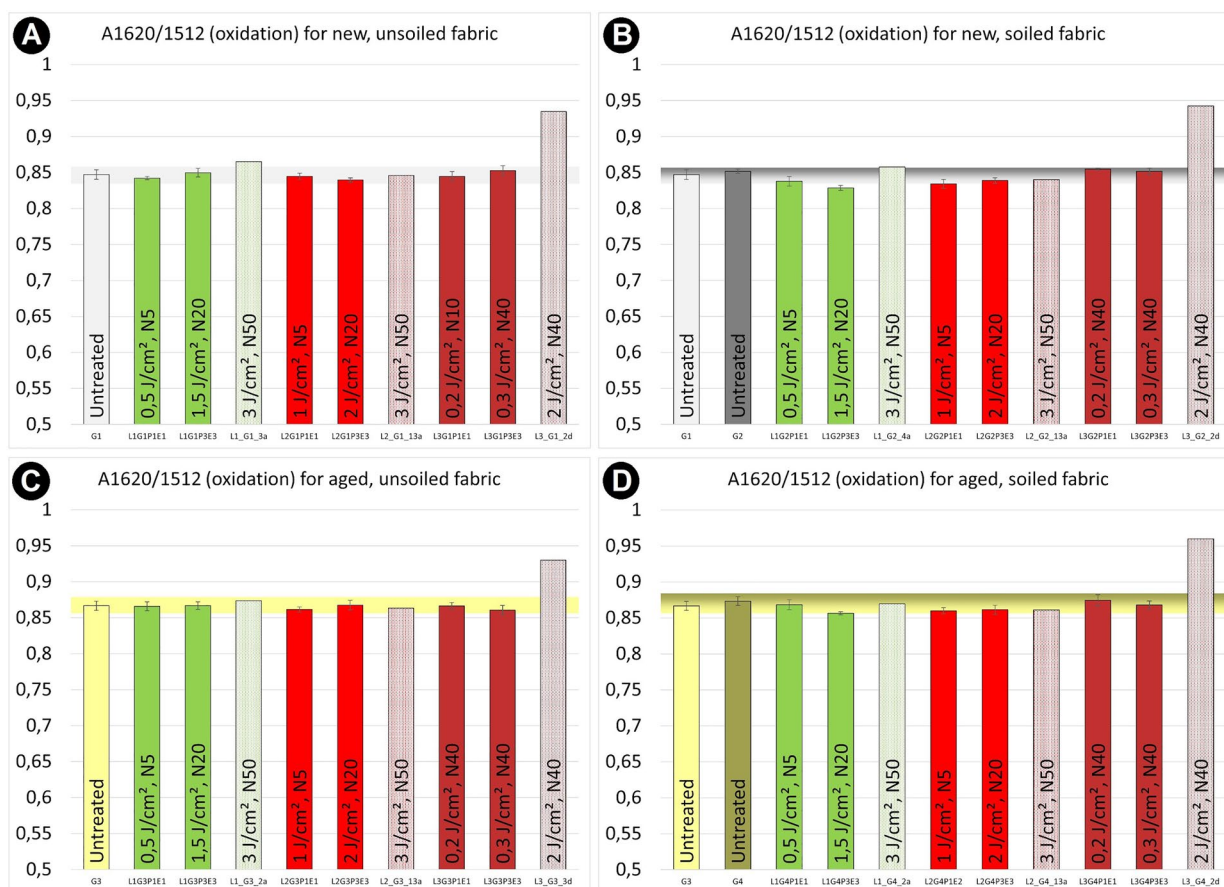 A
A1620/1512 (oxidation) for new, unsoiled fabric
1
0,95
0,9
0,85
0,8
0,75
0,7
0,65
0,6
0,55
0,5
Untreated
0,5 J/cm², N5
1,5 J/cm², N20
3 J/cm², N50
1 J/cm², N5
2 J/cm², N20
3 J/cm², N50
0,2 J/cm², N10
0,3 J/cm², N40
2 J/cm², N40
G1 L1G1P1E1 L1G1P3E3 L1_G1_3a L2G1P1E1 L2G1P3E3 L2_G1_13a L3G1P1E1 L3G1P3E3 L3_G1_2d
B
A1620/1512 (oxidation) for new, soiled fabric
1
0,95
0,9
0,85
0,8
0,75
0,7
0,65
0,6
0,55
0,5
Untreated
Untreated
0,5 J/cm², N5
1,5 J/cm², N20
3 J/cm², N50
1 J/cm², N5
2 J/cm², N20
3 J/cm², N50
0,2 J/cm², N40
0,3 J/cm², N40
2 J/cm², N40
G1 G2 L1G2P1E1 L1G2P3E3 L1_G2_4a L2G2P1E1 L2G2P3E3 L2_G2_13a L3G2P1E1 L3G2P3E3 L3_G2_2d
C
A1620/1512 (oxidation) for aged, unsoiled fabric
1
0,95
0,9
0,85
0,8
0,75
0,7
0,65
0,6
0,55
0,5
Untreated
0,5 J/cm², N5
1,5 J/cm², N20
3 J/cm², N50
1 J/cm², N5
2 J/cm², N20
3 J/cm², N50
0,2 J/cm², N40
0,3 J/cm², N40
2 J/cm², N40
G3 L1G3P1E1 L1G3P3E3 L1_G3_2a L2G3P1E1 L2G3P3E3 L2_G3_13a L3G3P1E1 L3G3P3E3 L3_G3_3d
D
A1620/1512 (oxidation) for aged, soiled fabric
1
0,95
0,9
0,85
0,8
0,75
0,7
0,65
0,6
0,55
0,5
Untreated
Untreated
0,5 J/cm², N5
1,5 J/cm², N20
3 J/cm², N50
1 J/cm², N5
2 J/cm², N20
3 J/cm², N50
0,2 J/cm², N40
0,3 J/cm², N40
2 J/cm², N40
G3 G4 L1G4P1E1 L1G4P3E3 L1_G4_2a L2G4P1E2 L2G4P3E3 L2_G4_13a L3G4P1E1 L3G4P3E3 L3_G4_2d